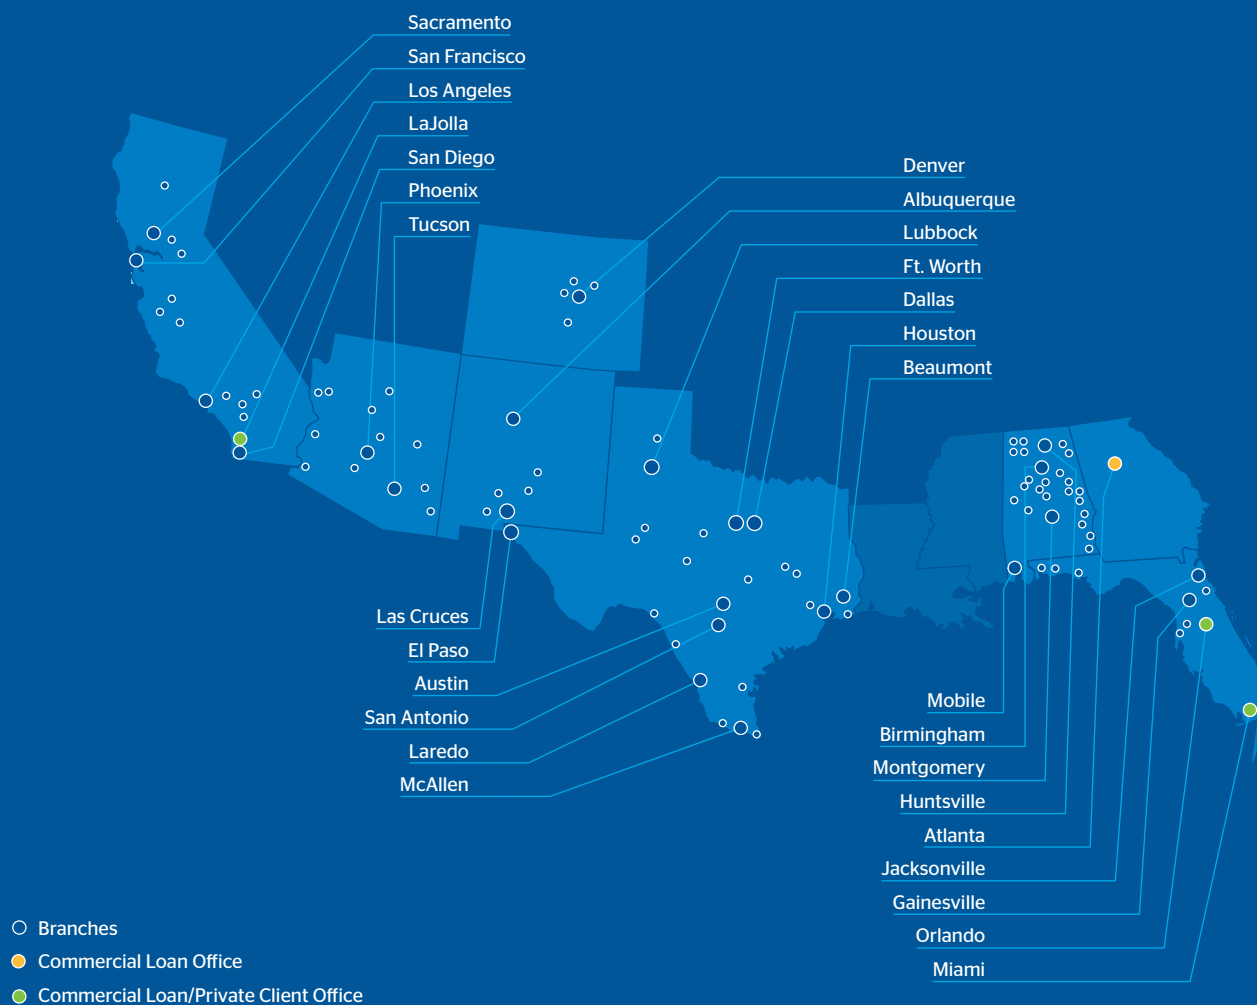 Sacramento
San Francisco
Los Angeles
LaJolla
San Diego
Phoenix
Tucson
Denver
Albuquerque
Lubbock
Ft. Worth
Dallas
Houston
Beaumont
Las Cruces
El Paso
Austin
San Antonio
Laredo
McAllen
Mobile
Birmingham
Montgomery
Huntsville
Atlanta
Jacksonville
Gainesville
Orlando
Miami
Branches
Commercial Loan Office
Commercial Loan/Private Client Office